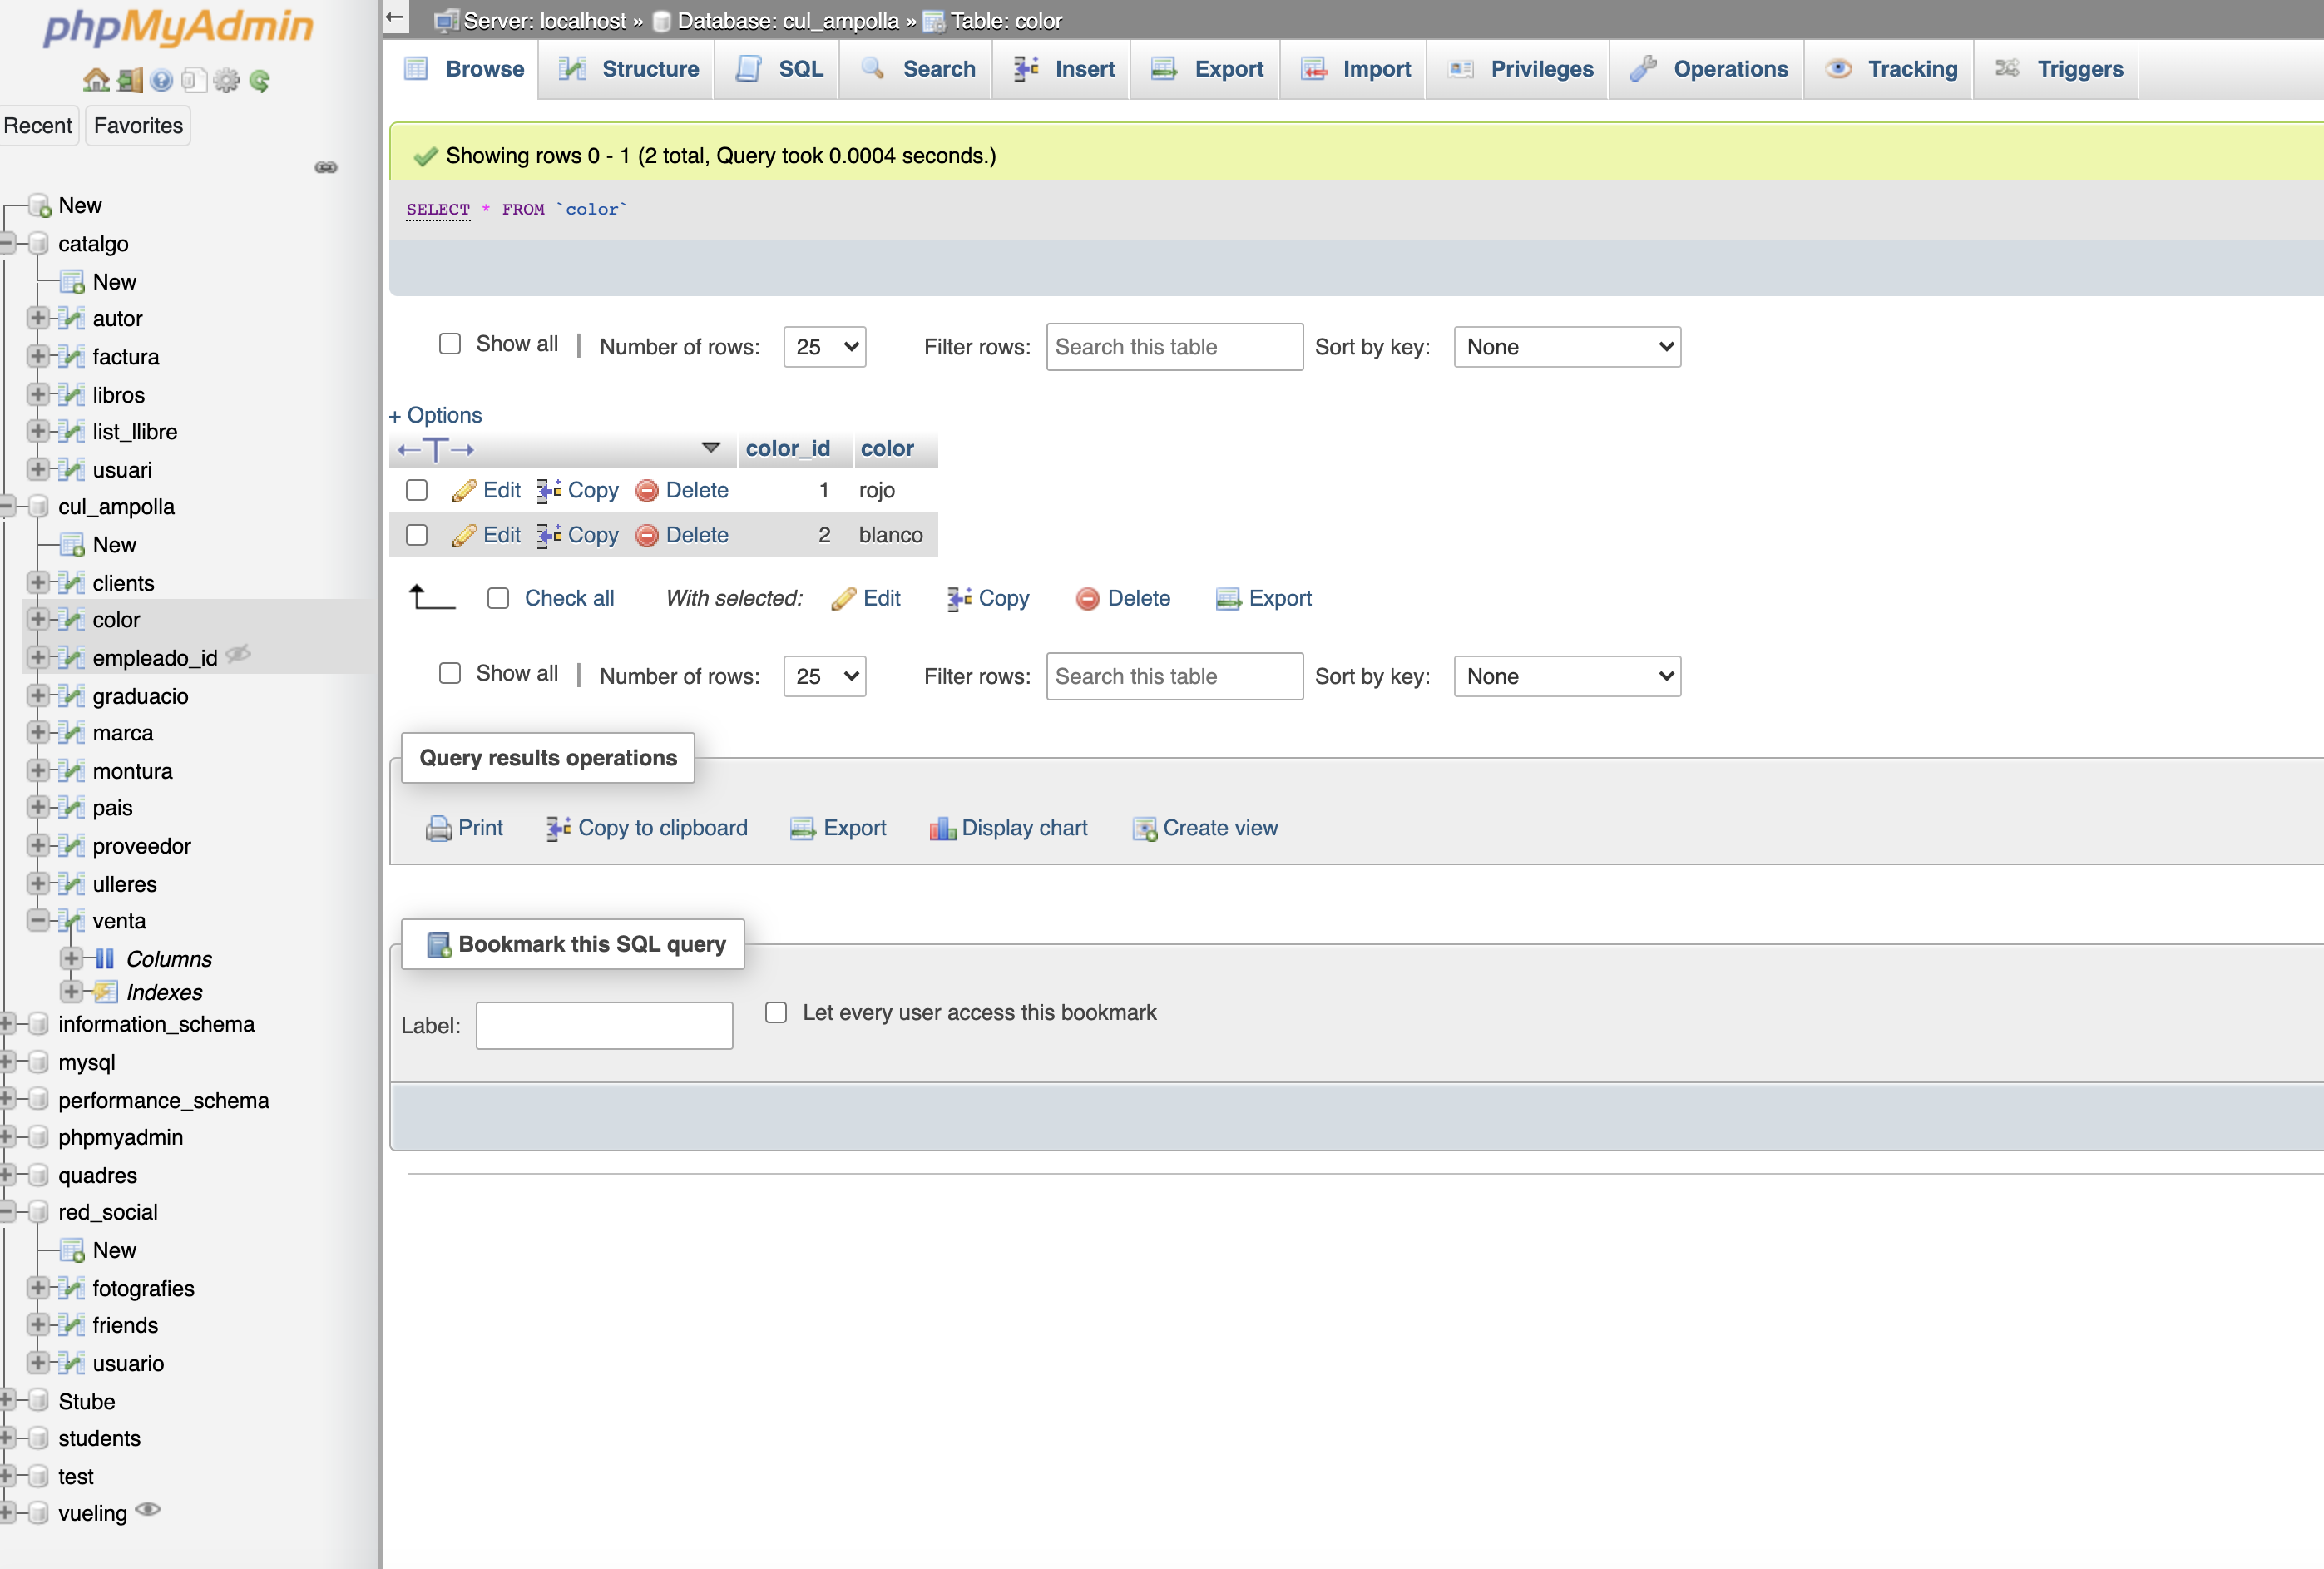 phpMyAdmin
Recent Favorites
New
catalgo
New
autor
factura
libros
list_llibre
usuari
cul_ampolla
New
clients
color
empleado_id
graduacio
marca
montura
pais
proveedor
ulleres
venta
Columns
Indexes
information_schema
mysql
performance_schema
phpmyadmin
quadres
red_social
New
fotografies
friends
usuario
Stube
students
test
vueling
Server: localhost » Database: cul_ampolla » Table: color
Browse Structure SQL Search Insert Export Import Privileges Operations Tracking Triggers
Showing rows 0 - 1 (2 total, Query took 0.0004 seconds.)
SELECT * FROM `color`
Show all | Number of rows: 25 Filter rows: Search this table Sort by key: None
+ Options
←T→ color_id color
Edit Copy Delete 1 rojo
Edit Copy Delete 2 blanco
Check all With selected: Edit Copy Delete Export
Show all | Number of rows: 25 Filter rows: Search this table Sort by key: None
Query results operations
Print Copy to clipboard Export Display chart Create view
Bookmark this SQL query
Label: Let every user access this bookmark